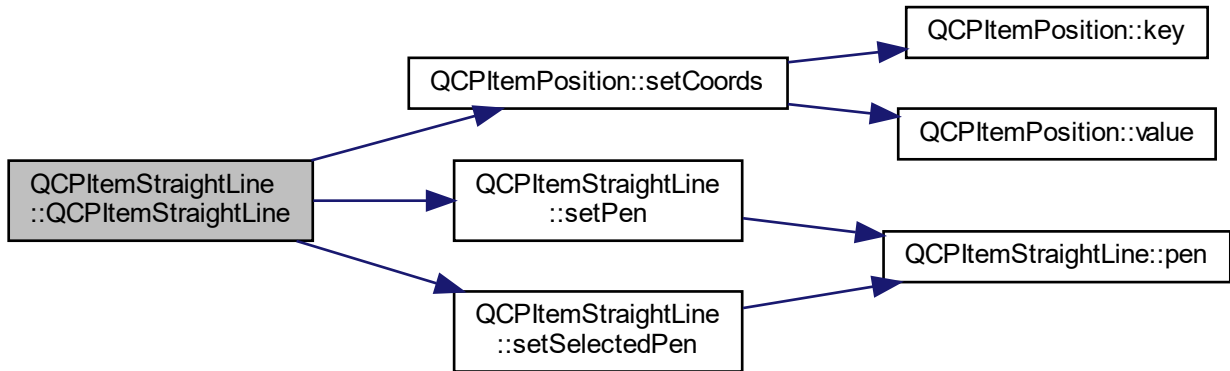 QCPItemStraightLine
::QCPItemStraightLine
QCPItemPosition::setCoords
QCPItemPosition::key
QCPItemPosition::value
QCPItemStraightLine
::setPen
QCPItemStraightLine::pen
QCPItemStraightLine
::setSelectedPen